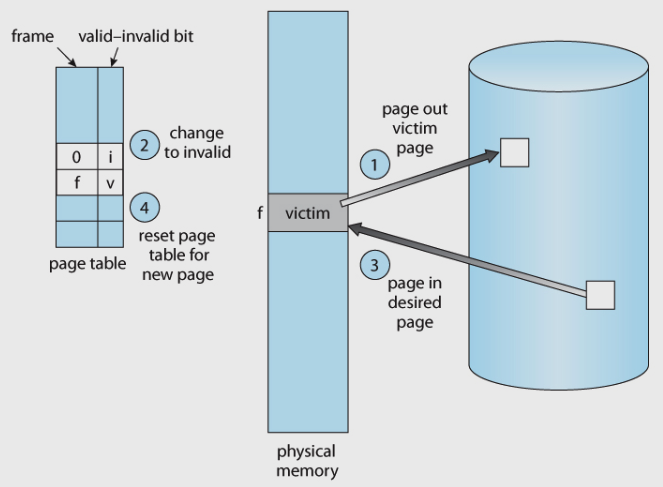 frame
valid–invalid bit
0
i
f
v
2
change
to invalid
4
reset page
table for
new page
page table
f
victim
physical
memory
1
page out
victim
page
3
page in
desired
page